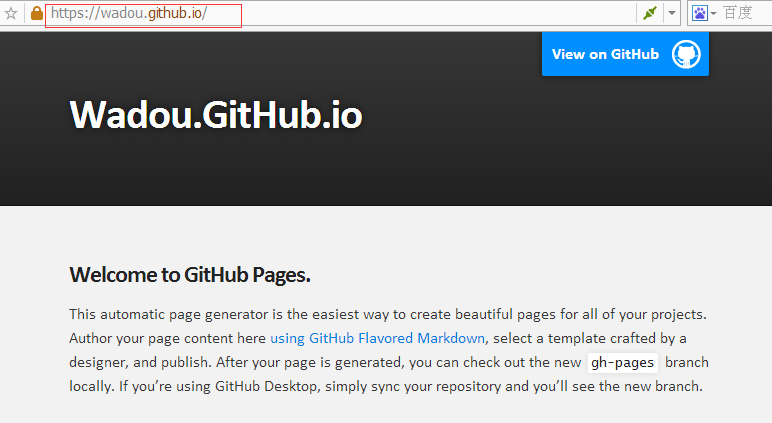 https://wadou.github.io/
百度
View on GitHub
Wadou.GitHub.io
Welcome to GitHub Pages.
This automatic page generator is the easiest way to create beautiful pages for all of your projects.
Author your page content here using GitHub Flavored Markdown, select a template crafted by a
designer, and publish. After your page is generated, you can check out the new gh-pages branch
locally. If you’re using GitHub Desktop, simply sync your repository and you’ll see the new branch.